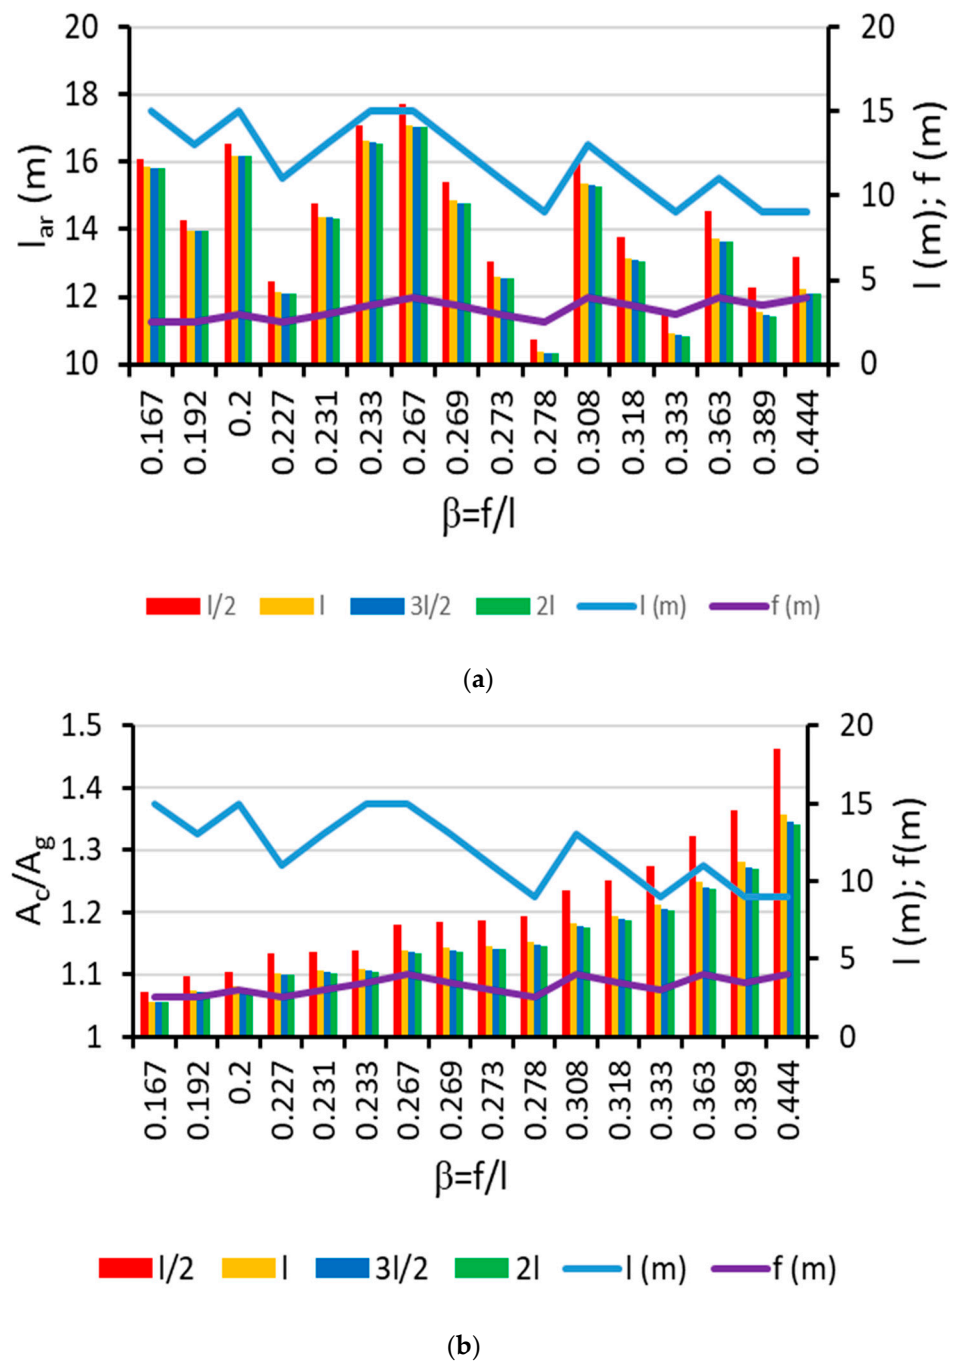 20 20
18 15
16
14 10
12 5
10 0
l_ar (m)
l (m); f (m)
0.167 0.192 0.2 0.227 0.231 0.233 0.267 0.269 0.273 0.278 0.308 0.318 0.333 0.363 0.389 0.444
β=f/l
l/2 l 3l/2 2l l (m) f (m)
(a)
1.5 20
1.4 15
1.3
1.2 10
1.1 5
1 0
A_c/A_g
l (m); f(m)
0.167 0.192 0.2 0.227 0.231 0.233 0.267 0.269 0.273 0.278 0.308 0.318 0.333 0.363 0.389 0.444
β=f/l
l/2 l 3l/2 2l l (m) f (m)
(b)